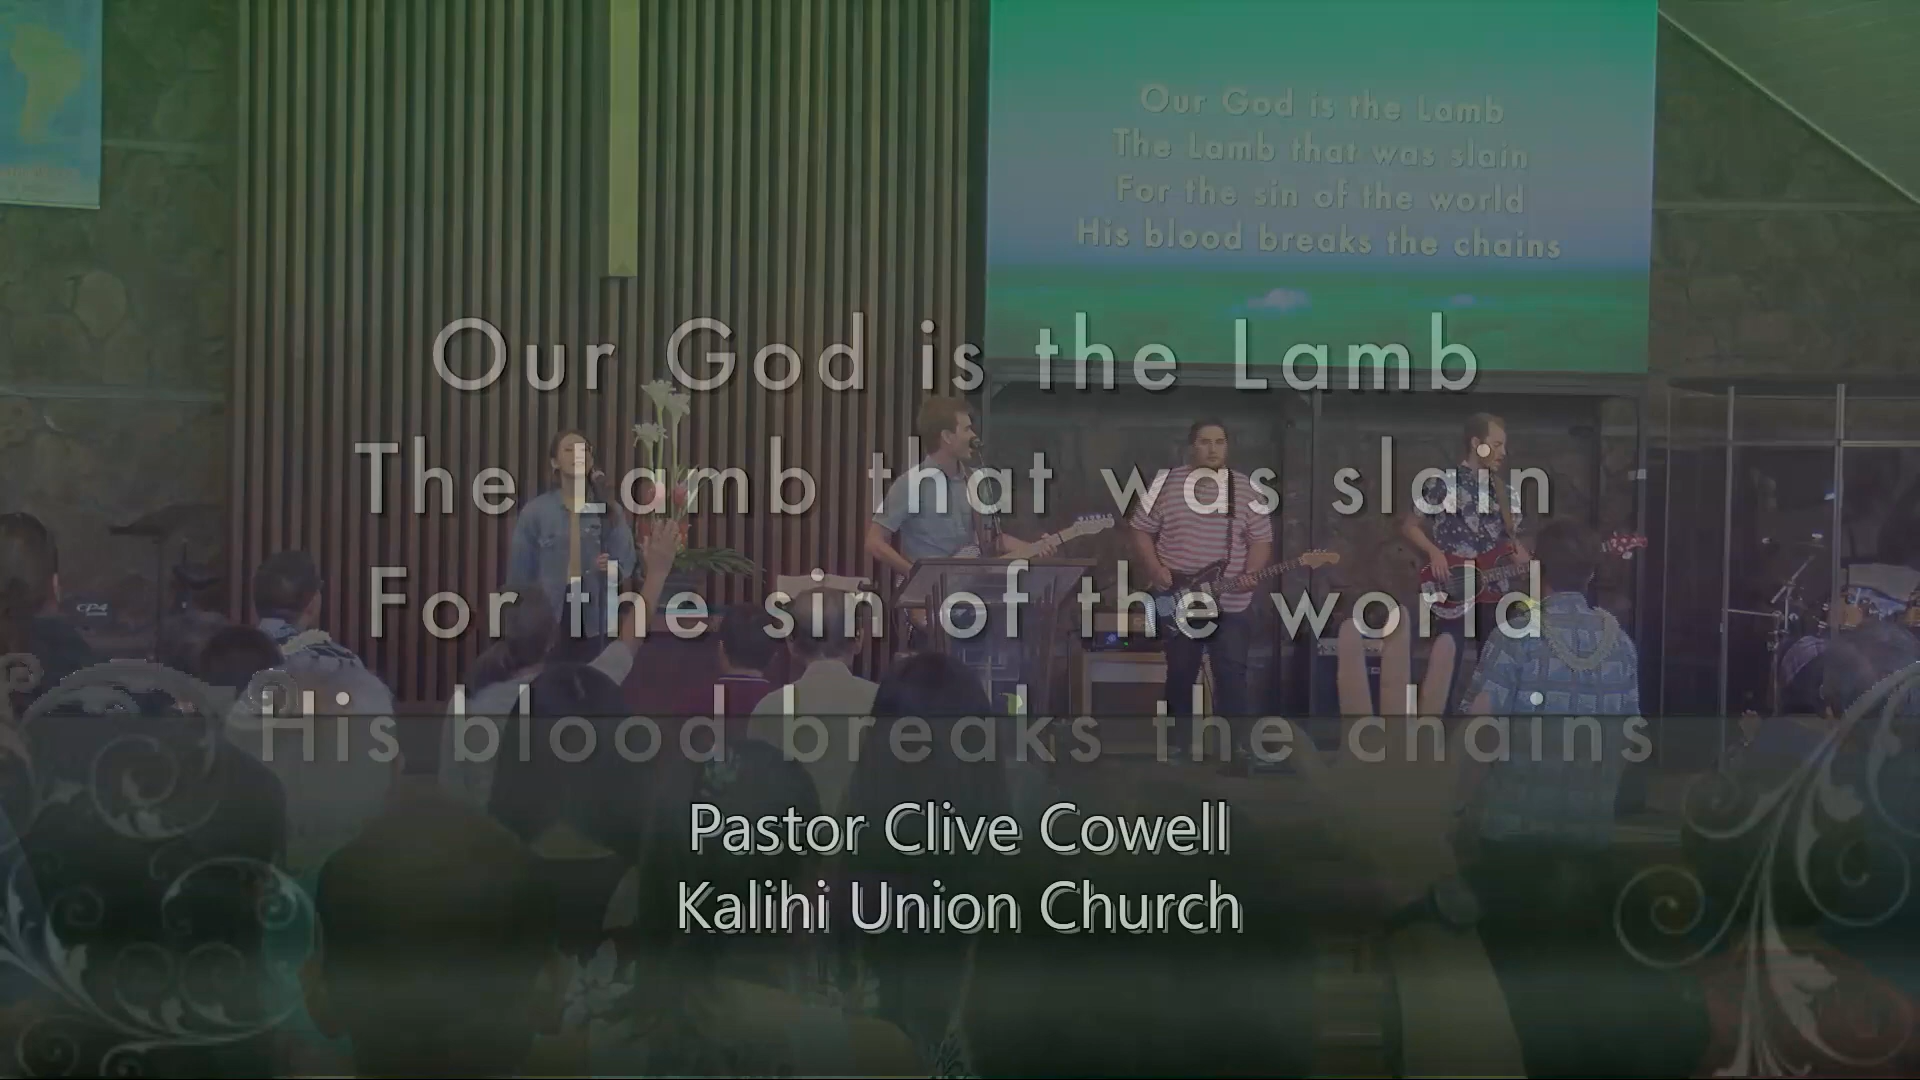 Our God is the Lamb
The Lamb that was slain
For the sin of the world
His blood breaks the chains
Our God is the Lamb
The Lamb that was slain
For the sin of the world
His blood breaks the chains
CP4
Pastor Clive Cowell
Kalihi Union Church